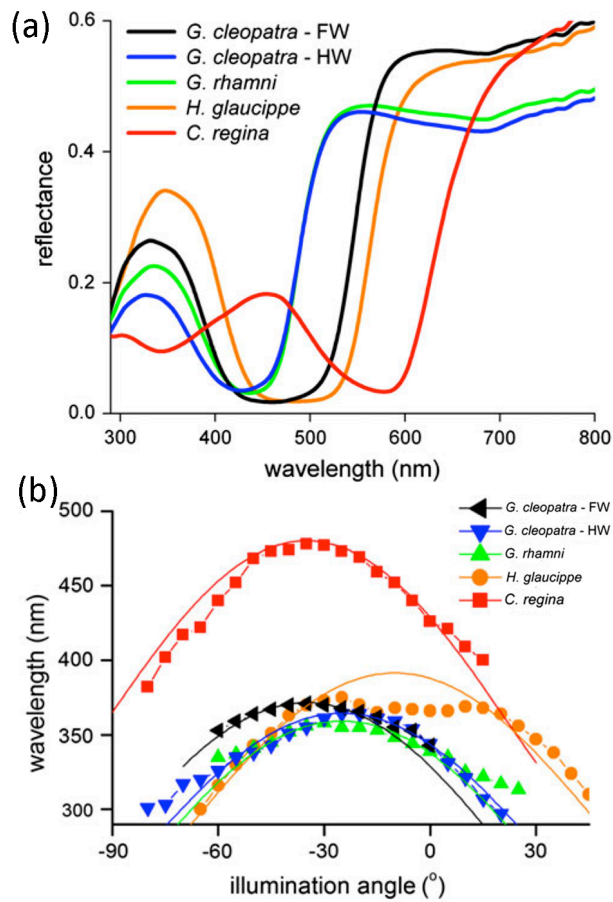 (a)
0.6
0.4
0.2
0.0
reflectance
G. cleopatra - FW
G. cleopatra - HW
G. rhamni
H. glaucippe
C. regina
300 400 500 600 700 800
wavelength (nm)
(b)
500
450
400
350
300
wavelength (nm)
G. cleopatra - FW
G. cleopatra - HW
G. rhamni
H. glaucippe
C. regina
-90 -60 -30 0 30
illumination angle (°)